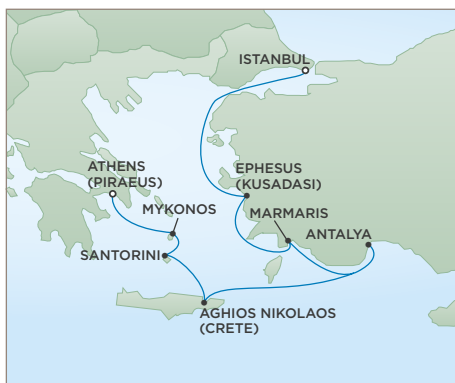 ISTANBUL
ATHENS
(PIRAEUS)
EPHESUS
(KUSADASI)
MYKONOS
MARMARIS
ANTALYA
SANTORINI
AGHIOS NIKOLAOS
(CRETE)